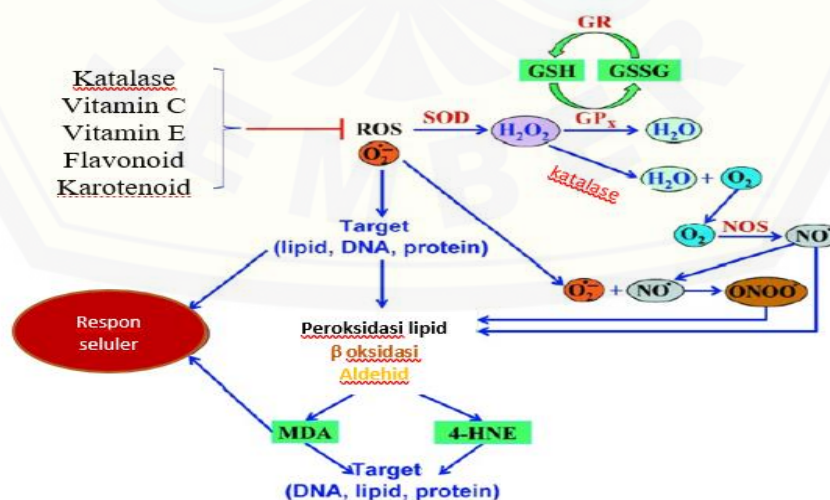 GR
GSH GSSG
GPx
Katalase
Vitamin C
Vitamin E
Flavonoid
Karotenoid
ROS
O₂•−
SOD
H₂O₂
H₂O
katalase
H₂O + O₂
O₂ NOS NO•
Target
(lipid, DNA, protein)
O₂•− + NO• ONOO−
Respon
seluler
Peroksidasi lipid
β oksidasi
Aldehid
MDA 4-HNE
Target
(DNA, lipid, protein)